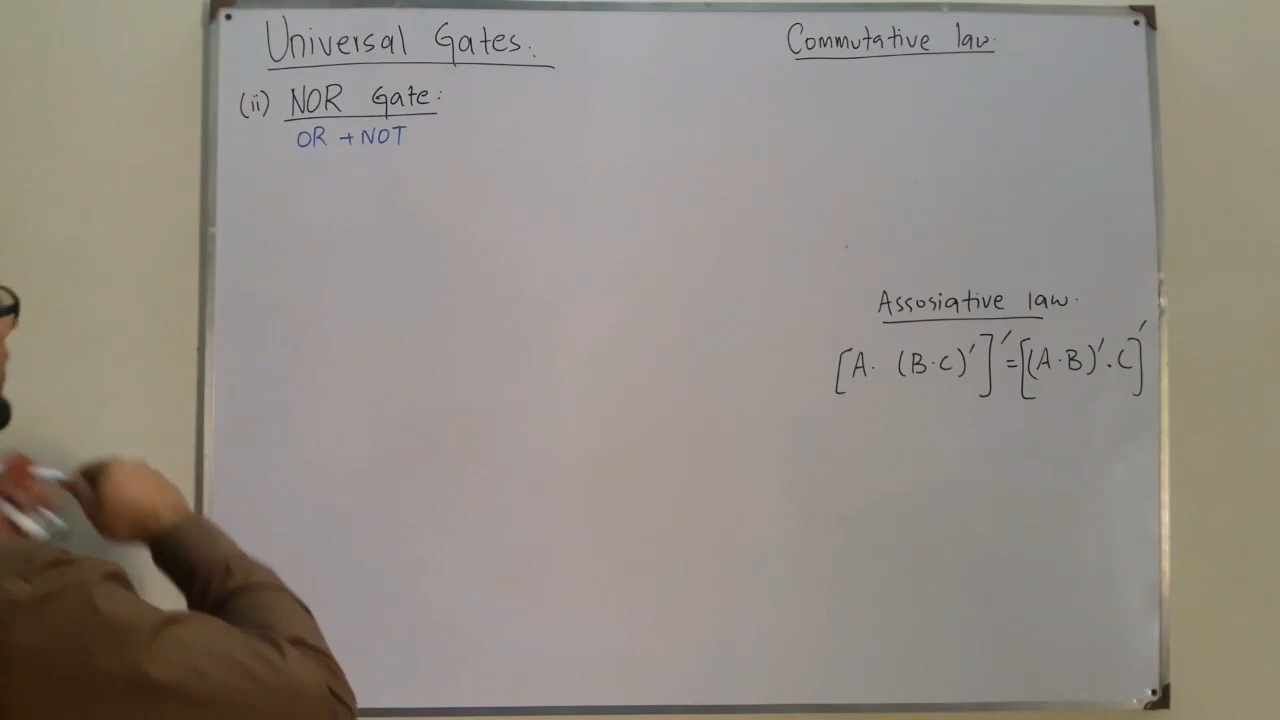 Universal Gates:
(ii) NOR Gate:
OR + NOT
Commutative law.
Assosiative law.
[A. (B.C)']' = [(A.B)'.C]'